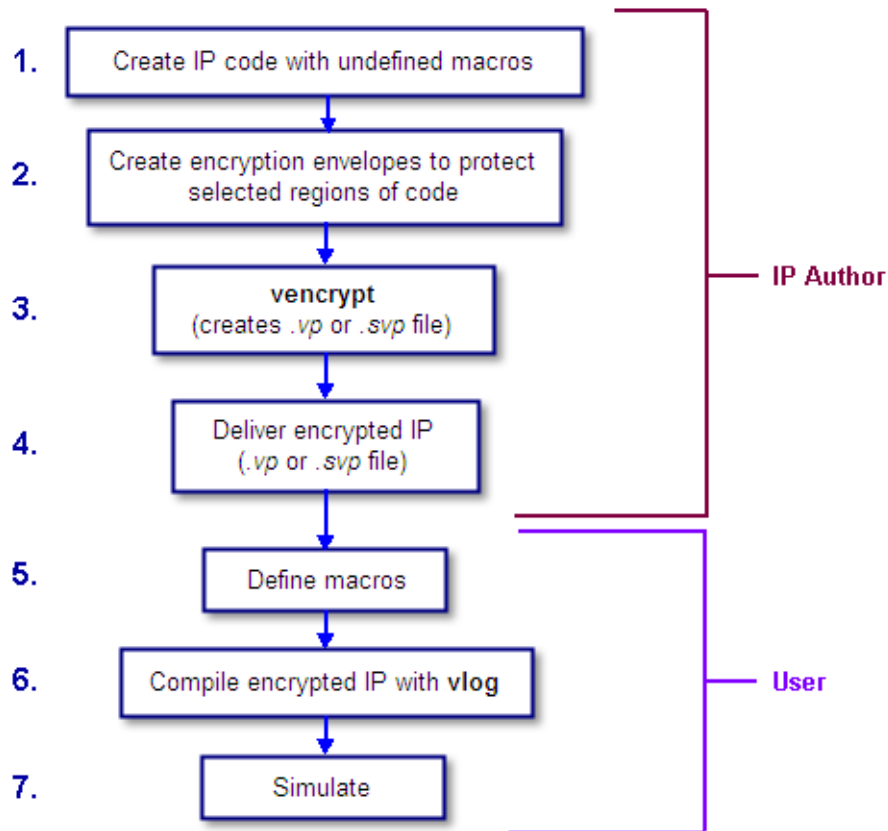 1.
Create IP code with undefined macros
2.
Create encryption envelopes to protect
selected regions of code
3.
vencrypt
(creates .vp or .svp file)
IP Author
4.
Deliver encrypted IP
(.vp or .svp file)
5.
Define macros
6.
Compile encrypted IP with vlog
User
7.
Simulate